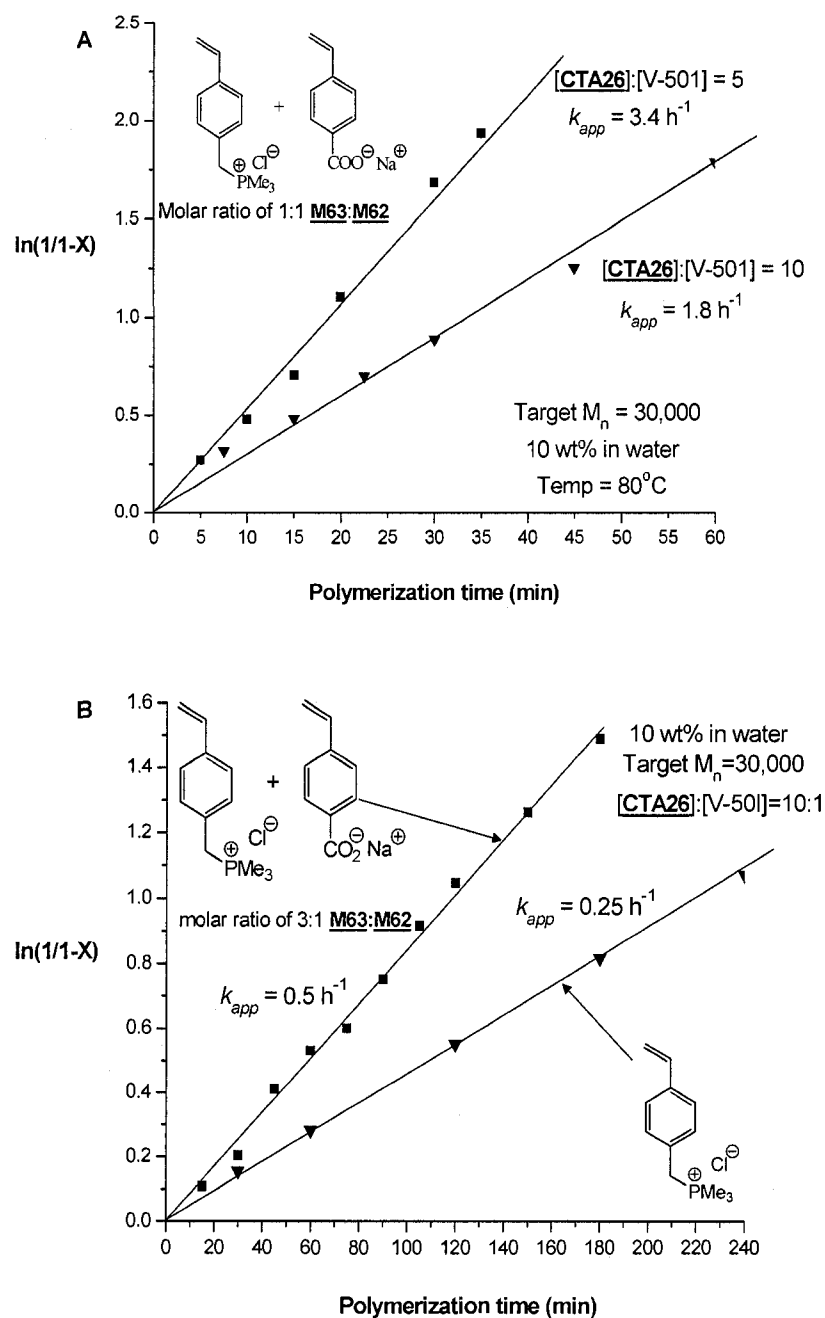 A
2.5
2.0
1.5
1.0
0.5
0.0
ln(1/1-X)
+
⊕ Cl⊖
PMe3
COO⊖Na⊕
Molar ratio of 1:1 M63:M62
[CTA26]:[V-501] = 5
kapp = 3.4 h-1
[CTA26]:[V-501] = 10
kapp = 1.8 h-1
Target Mn = 30,000
10 wt% in water
Temp = 80oC
0 5 10 15 20 25 30 35 40 45 50 55 60
Polymerization time (min)
B
1.6
1.4
1.2
1.0
0.8
0.6
0.4
0.2
0.0
ln(1/1-X)
+
⊕ Cl⊖
PMe3
CO2⊖Na⊕
molar ratio of 3:1 M63:M62
kapp = 0.5 h-1
10 wt% in water
Target Mn=30,000
[CTA26]:[V-50I]=10:1
kapp = 0.25 h-1
⊕ Cl⊖
PMe3
0 20 40 60 80 100 120 140 160 180 200 220 240
Polymerization time (min)